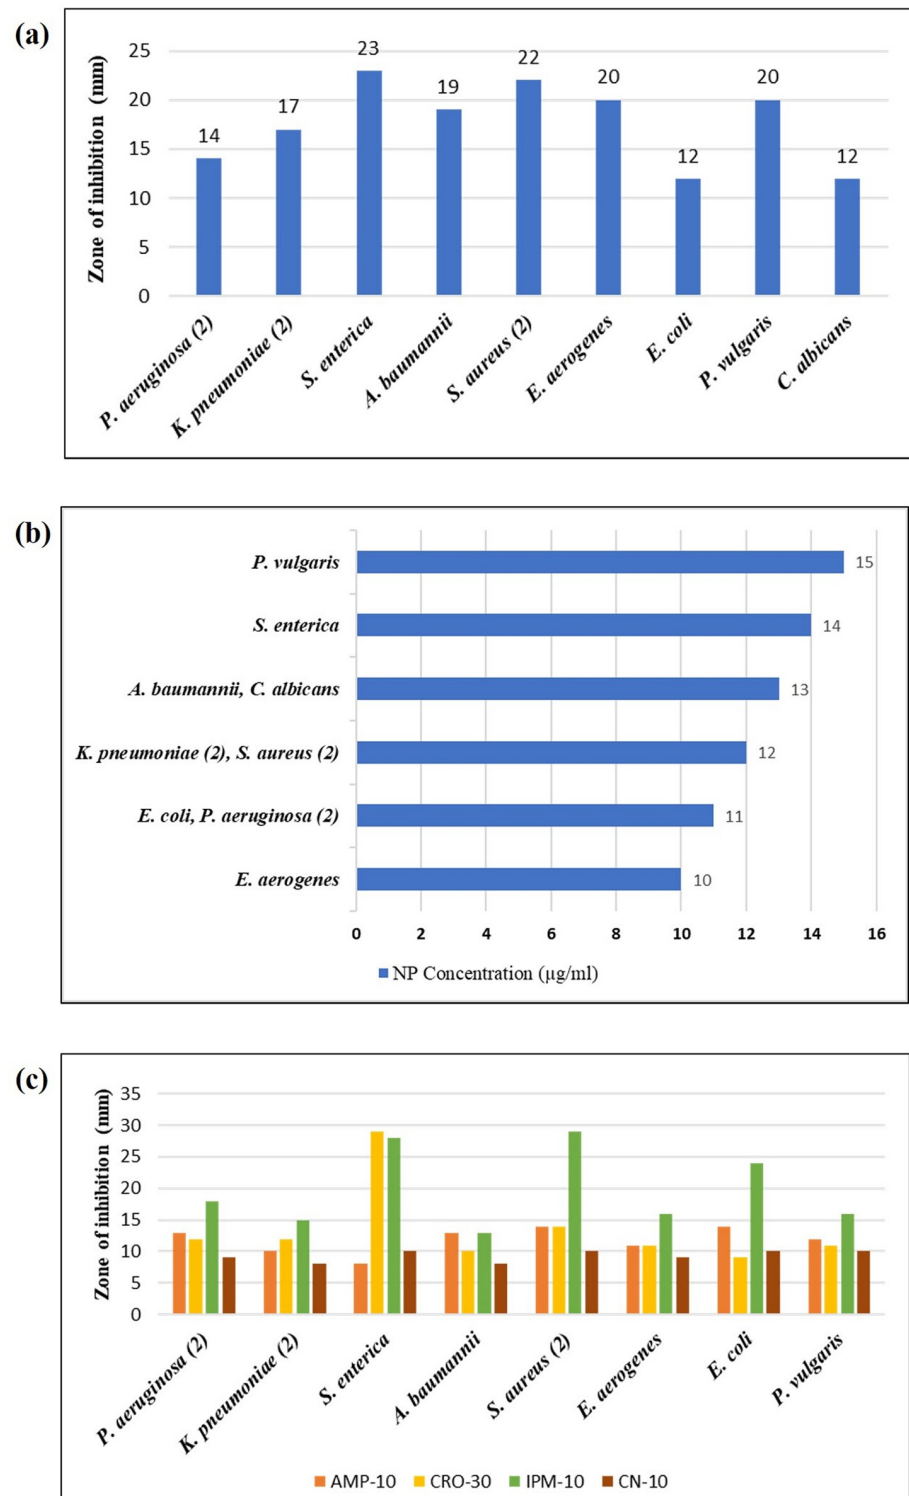 (a)
Zone of inhibition (mm)
25
20
15
10
5
0
14
17
23
19
22
20
12
20
12
P. aeruginosa (2)
K. pneumoniae (2)
S. enterica
A. baumannii
S. aureus (2)
E. aerogenes
E. coli
P. vulgaris
C. albicans
(b)
P. vulgaris
15
S. enterica
14
A. baumannii, C. albicans
13
K. pneumoniae (2), S. aureus (2)
12
E. coli, P. aeruginosa (2)
11
E. aerogenes
10
0 2 4 6 8 10 12 14 16
NP Concentration (µg/ml)
(c)
Zone of inhibition (mm)
35
30
25
20
15
10
5
0
P. aeruginosa (2)
K. pneumoniae (2)
S. enterica
A. baumannii
S. aureus (2)
E. aerogenes
E. coli
P. vulgaris
AMP-10 CRO-30 IPM-10 CN-10